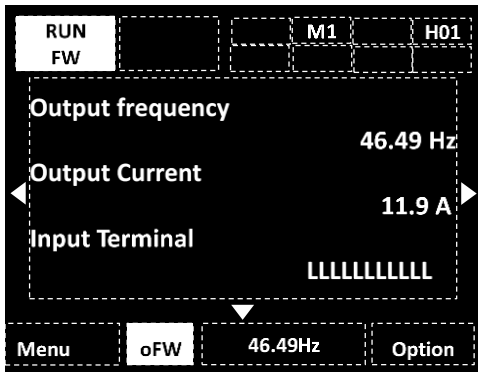 RUN M1 H01
FW
Output frequency
46.49 Hz
Output Current
11.9 A
Input Terminal
LLLLLLLLLLL
Menu oFW 46.49Hz Option